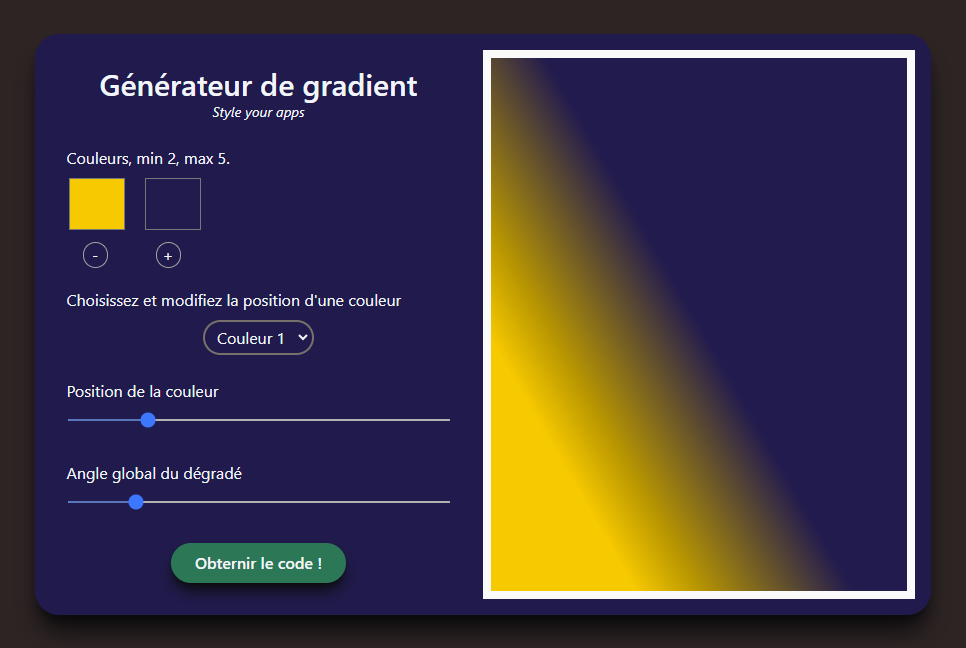 Générateur de gradient
Style your apps
Couleurs, min 2, max 5.
- +
Choisissez et modifiez la position d'une couleur
Couleur 1
Position de la couleur
Angle global du dégradé
Obternir le code !